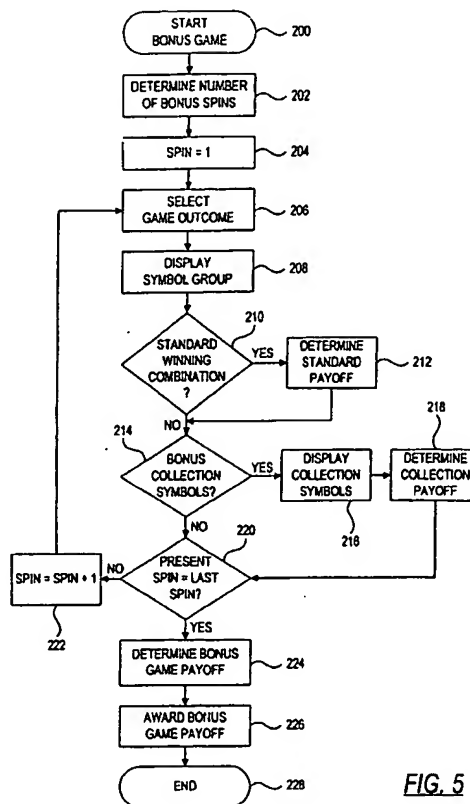 START
BONUS GAME
200
DETERMINE NUMBER
OF BONUS SPINS
202
SPIN = 1
204
SELECT
GAME OUTCOME
206
DISPLAY
SYMBOL GROUP
208
STANDARD
WINNING
COMBINATION
?
210
YES
DETERMINE
STANDARD
PAYOFF
212
NO
214
BONUS
COLLECTION
SYMBOLS?
YES
DISPLAY
COLLECTION
SYMBOLS
216
DETERMINE
COLLECTION
PAYOFF
218
NO
220
PRESENT
SPIN = LAST
SPIN?
NO
SPIN = SPIN + 1
222
YES
DETERMINE BONUS
GAME PAYOFF
224
AWARD BONUS
GAME PAYOFF
226
END
228
FIG. 5